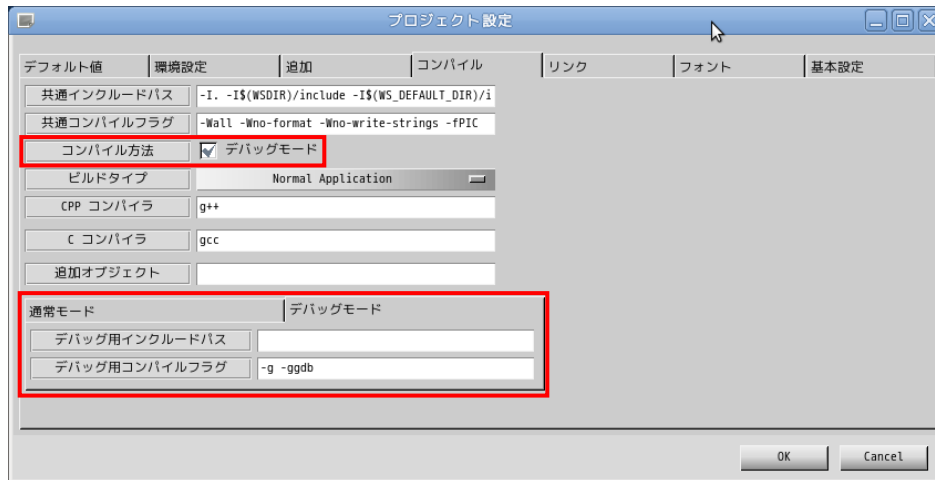 プロジェクト設定
デフォルト値 環境設定 追加 コンパイル リンク フォント 基本設定
共通インクルードパス -I. -I$(WSDIR)/include -I$(WS_DEFAULT_DIR)/i
共通コンパイルフラグ -Wall -Wno-format -Wno-write-strings -fPIC
コンパイル方法 デバッグモード
ビルドタイプ Normal Application
CPP コンパイラ g++
C コンパイラ gcc
追加オブジェクト
通常モード デバッグモード
デバッグ用インクルードパス
デバッグ用コンパイルフラグ -g -ggdb
OK Cancel